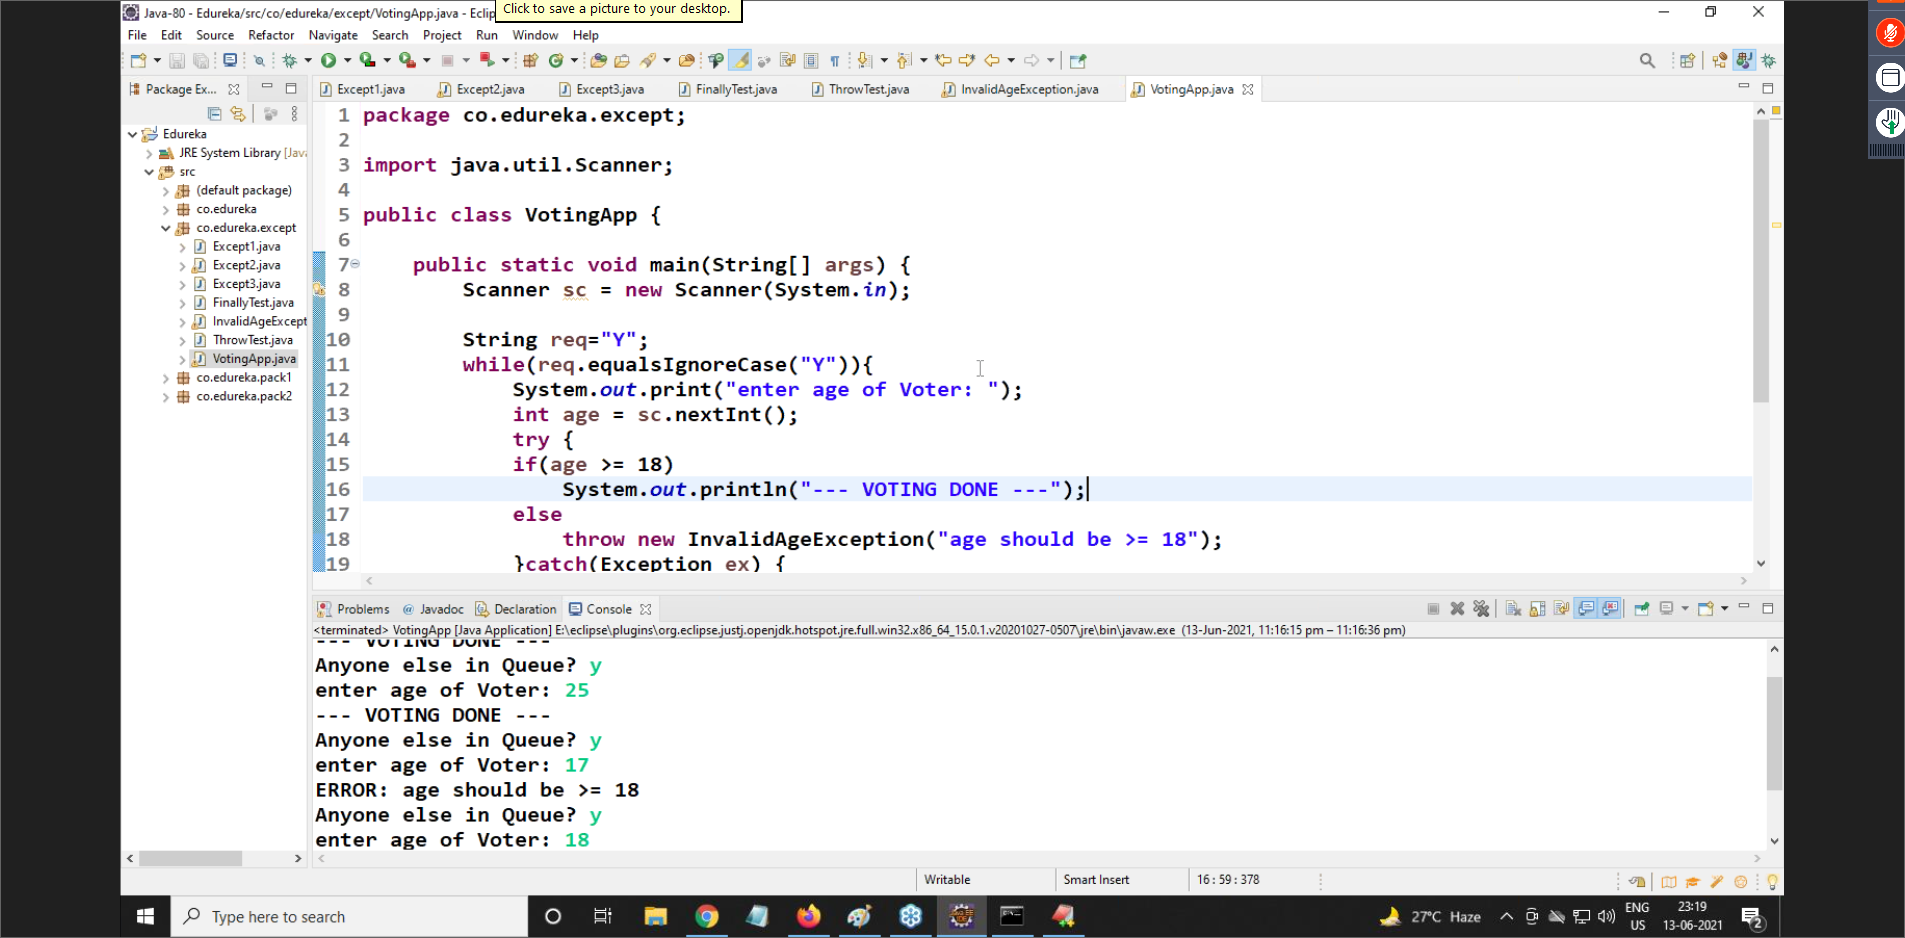 Java-80 - Edureka/src/co/edureka/except/VotingApp.java - Eclip
Click to save a picture to your desktop.
File Edit Source Refactor Navigate Search Project Run Window Help
Package Ex...
Except1.java Except2.java Except3.java FinallyTest.java ThrowTest.java InvalidAgeException.java VotingApp.java
Edureka
JRE System Library [Java
src
(default package)
co.edureka
co.edureka.except
Except1.java
Except2.java
Except3.java
FinallyTest.java
InvalidAgeExcept
ThrowTest.java
VotingApp.java
co.edureka.pack1
co.edureka.pack2
1 package co.edureka.except;
2
3 import java.util.Scanner;
4
5 public class VotingApp {
6
7 public static void main(String[] args) {
8 Scanner sc = new Scanner(System.in);
9
10 String req="Y";
11 while(req.equalsIgnoreCase("Y")){
12 System.out.print("enter age of Voter: ");
13 int age = sc.nextInt();
14 try {
15 if(age >= 18)
16 System.out.println("--- VOTING DONE ---");
17 else
18 throw new InvalidAgeException("age should be >= 18");
19 }catch(Exception ex) {
Problems Javadoc Declaration Console
<terminated> VotingApp [Java Application] E:\eclipse\plugins\org.eclipse.justj.openjdk.hotspot.jre.full.win32.x86_64_15.0.1.v20201027-0507\jre\bin\javaw.exe (13-Jun-2021, 11:16:15 pm – 11:16:36 pm)
--- VOTING DONE ---
Anyone else in Queue? y
enter age of Voter: 25
--- VOTING DONE ---
Anyone else in Queue? y
enter age of Voter: 17
ERROR: age should be >= 18
Anyone else in Queue? y
enter age of Voter: 18
Writable Smart Insert 16 : 59 : 378
Type here to search
27°C Haze
ENG
US
23:19
13-06-2021
2